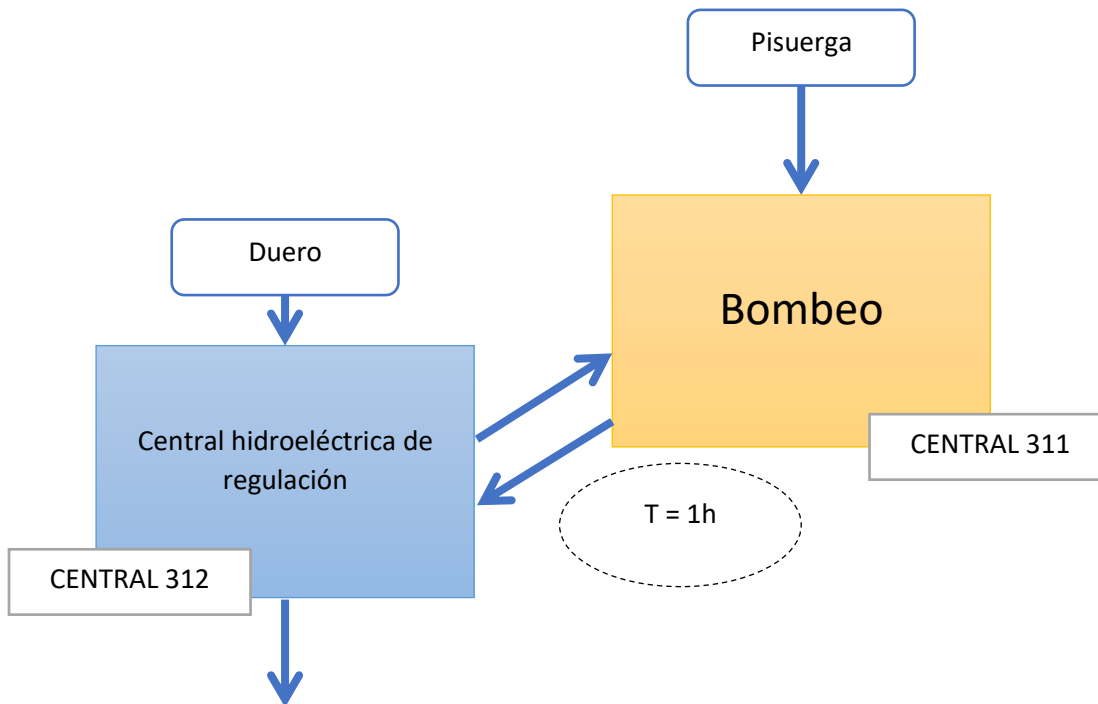 Pisuerga
Duero
Bombeo
Central hidroeléctrica de
regulación
CENTRAL 311
T = 1h
CENTRAL 312